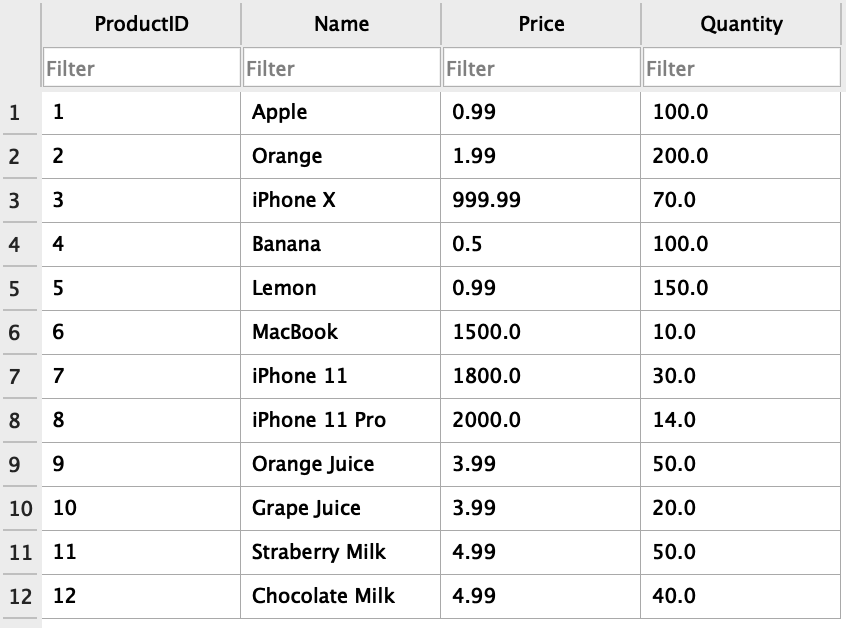 ProductID Name Price Quantity
Filter Filter Filter Filter
1 1 Apple 0.99 100.0
2 2 Orange 1.99 200.0
3 3 iPhone X 999.99 70.0
4 4 Banana 0.5 100.0
5 5 Lemon 0.99 150.0
6 6 MacBook 1500.0 10.0
7 7 iPhone 11 1800.0 30.0
8 8 iPhone 11 Pro 2000.0 14.0
9 9 Orange Juice 3.99 50.0
10 10 Grape Juice 3.99 20.0
11 11 Straberry Milk 4.99 50.0
12 12 Chocolate Milk 4.99 40.0